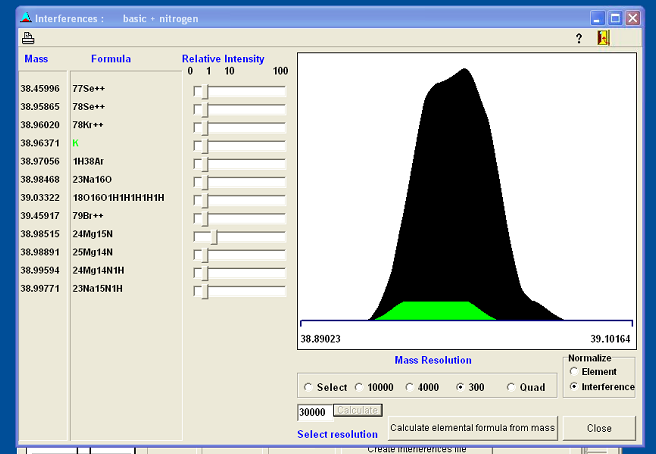 Interferences : basic + nitrogen
?
Mass Formula Relative Intensity
0 1 10 100
38.45996 77Se++
38.95865 78Se++
38.96020 78Kr++
38.96371 K
38.97056 1H38Ar
38.98468 23Na16O
39.03322 18O16O1H1H1H1H1H
39.45917 79Br++
38.98515 24Mg15N
38.98891 25Mg14N
38.99594 24Mg14N1H
38.99771 23Na15N1H
38.89023 39.10164
Mass Resolution
Select 10000 4000 300 Quad
Normalize
Element
Interference
30000 Calculate
Select resolution
Calculate elemental formula from mass
Close
Create interferences file